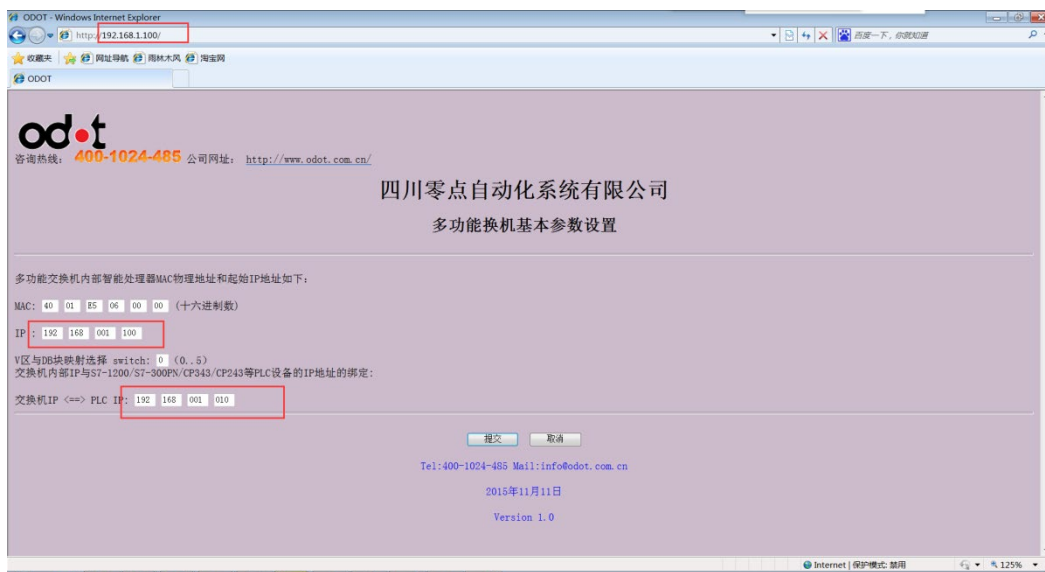 ODOT - Windows Internet Explorer
http://192.168.1.100/
百度一下，你就知道
收藏夹 网址导航 雨林木风 淘宝网
ODOT
odot
咨询热线： 400-1024-485 公司网址： http://www.odot.com.cn/
四川零点自动化系统有限公司
多功能换机基本参数设置
多功能交换机内部智能处理器MAC物理地址和起始IP地址如下：
MAC: 40 01 E5 06 00 00 (十六进制数)
IP : 192 168 001 100
V区与DB块映射选择 switch: 0 (0..5)
交换机内部IP与S7-1200/S7-300PN/CP343/CP243等PLC设备的IP地址的绑定：
交换机IP <==> PLC IP: 192 168 001 010
提交 取消
Tel:400-1024-485 Mail:info@odot.com.cn
2015年11月11日
Version 1.0
Internet | 保护模式: 禁用 125%